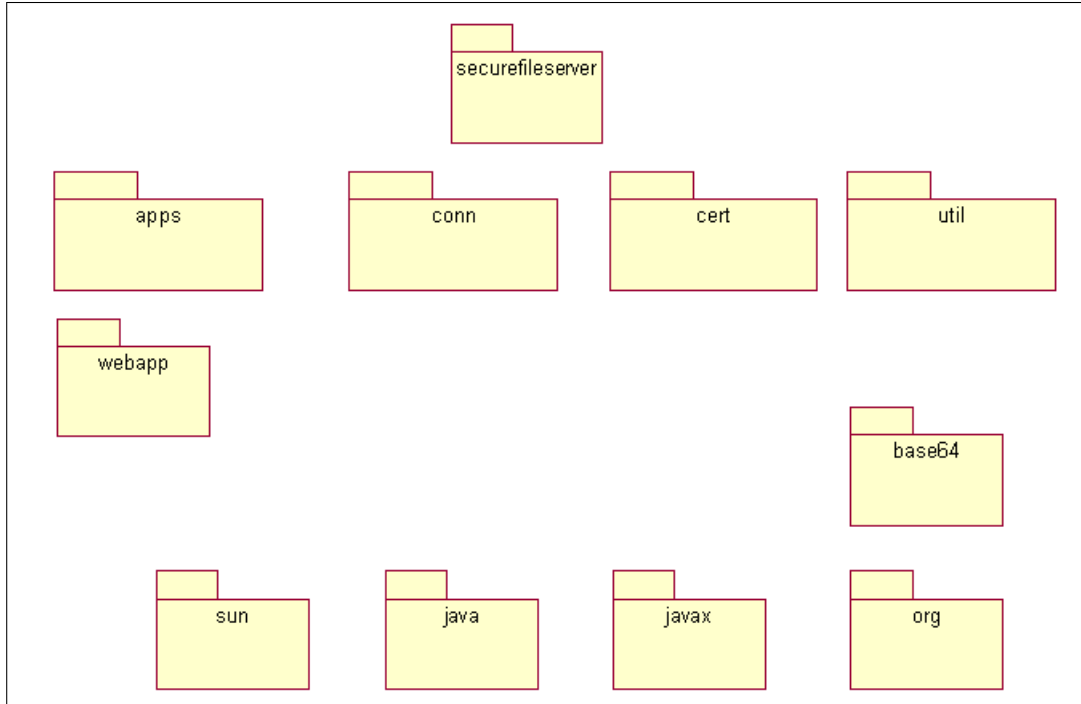 securefileserver
apps
conn
cert
util
webapp
base64
sun
java
javax
org